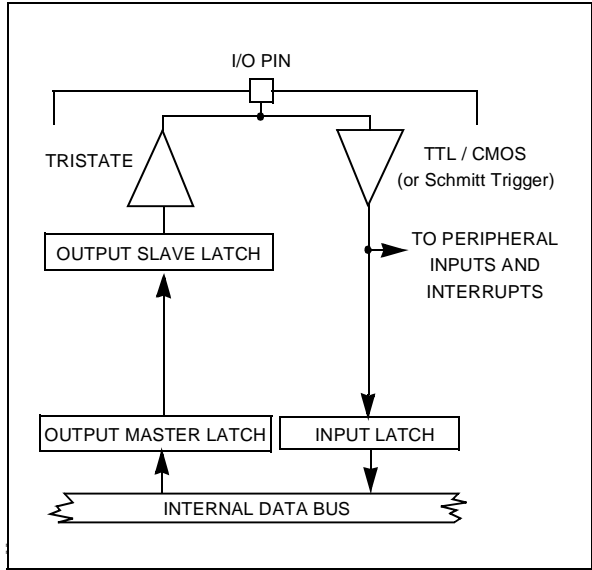 I/O PIN
TRISTATE
TTL / CMOS
(or Schmitt Trigger)
TO PERIPHERAL
INPUTS AND
INTERRUPTS
OUTPUT SLAVE LATCH
OUTPUT MASTER LATCH
INPUT LATCH
INTERNAL DATA BUS